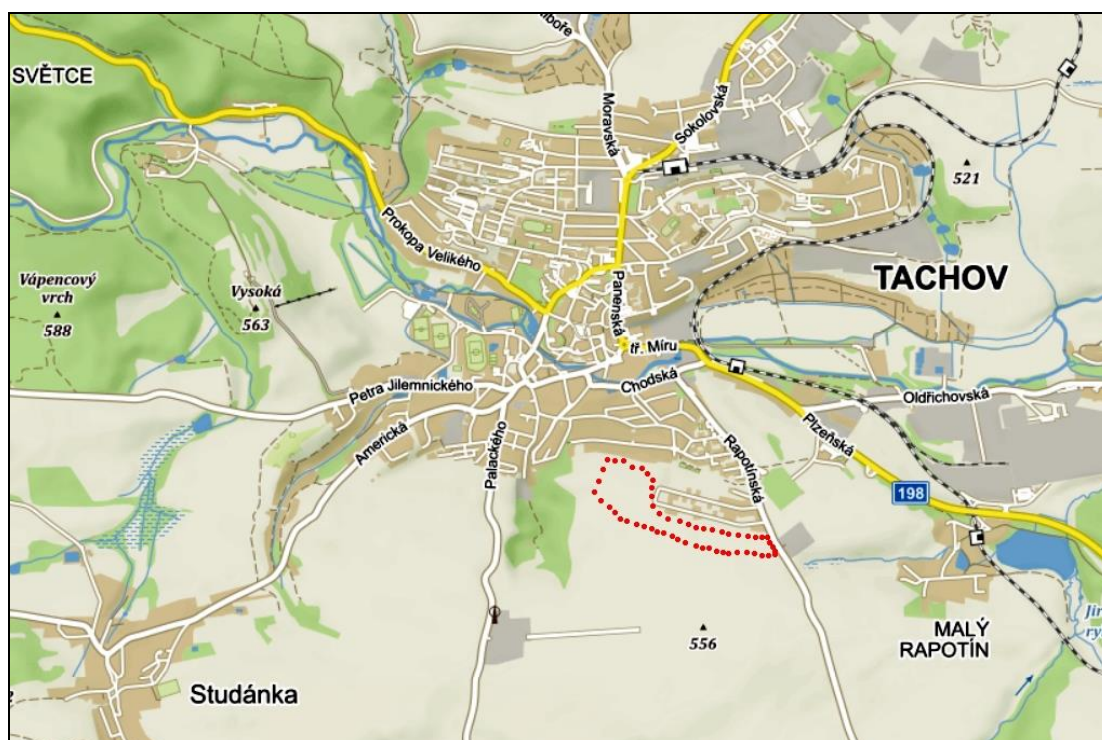 SVĚTCE
Moravská
Sokolovská
521
Prokopa Velikého
TACHOV
Vápencový
vrch
588
Vysoká
563
Panenská
tř. Míru
Chodská
Petra Jilemnického
Oldřichovská
Americká
Palackého
Rapotínská
Plzeňská
198
556
MALÝ
RAPOTÍN
Studánka